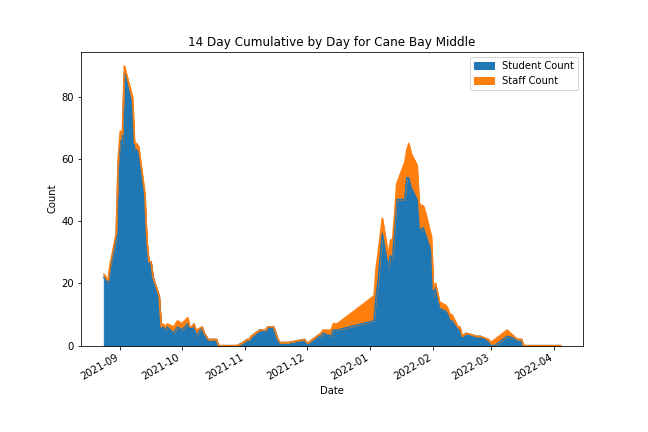 14 Day Cumulative by Day for Cane Bay Middle
Student Count
Staff Count
80
60
40
20
0
Count
2021-09
2021-10
2021-11
2021-12
2022-01
2022-02
2022-03
2022-04
Date